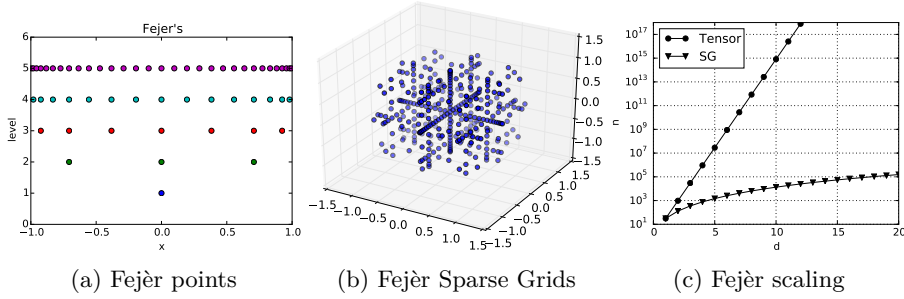 Fejer's
6
5
4
3
2
1
0
level
-1.0 -0.5 0.0 0.5 1.0
x
(a) Fejèr points
1.5
1.0
0.5
0.0
-0.5
-1.0
-1.5
-1.5 -1.0 -0.5 0.0 0.5 1.0 1.5
-1.5 -1.0 -0.5 0.0 0.5 1.0 1.5
(b) Fejèr Sparse Grids
Tensor
SG
10^17
10^15
10^13
10^11
10^9
10^7
10^5
10^3
10^1
n
0 5 10 15 20
d
(c) Fejèr scaling